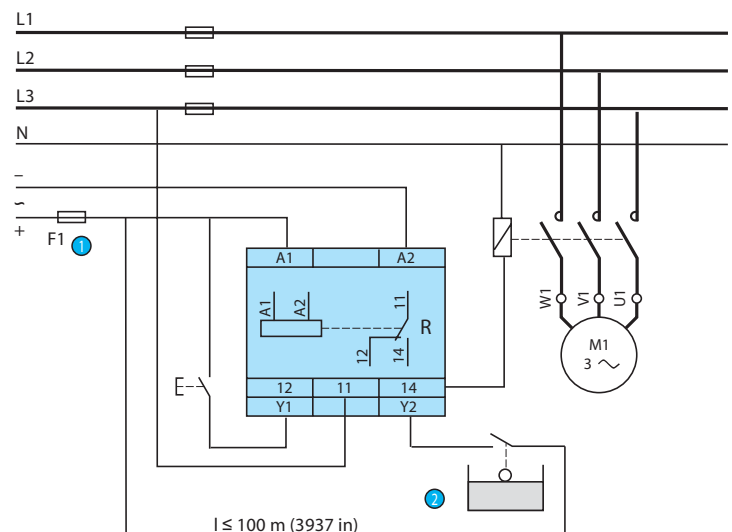 L1
L2
L3
N
–
~
+
F1
1
A1 A2
A1 A2 11
R
12 14
12 11 14
Y1 Y2
E
W1 V1 U1
M1
3 ~
2
l ≤ 100 m (3937 in)